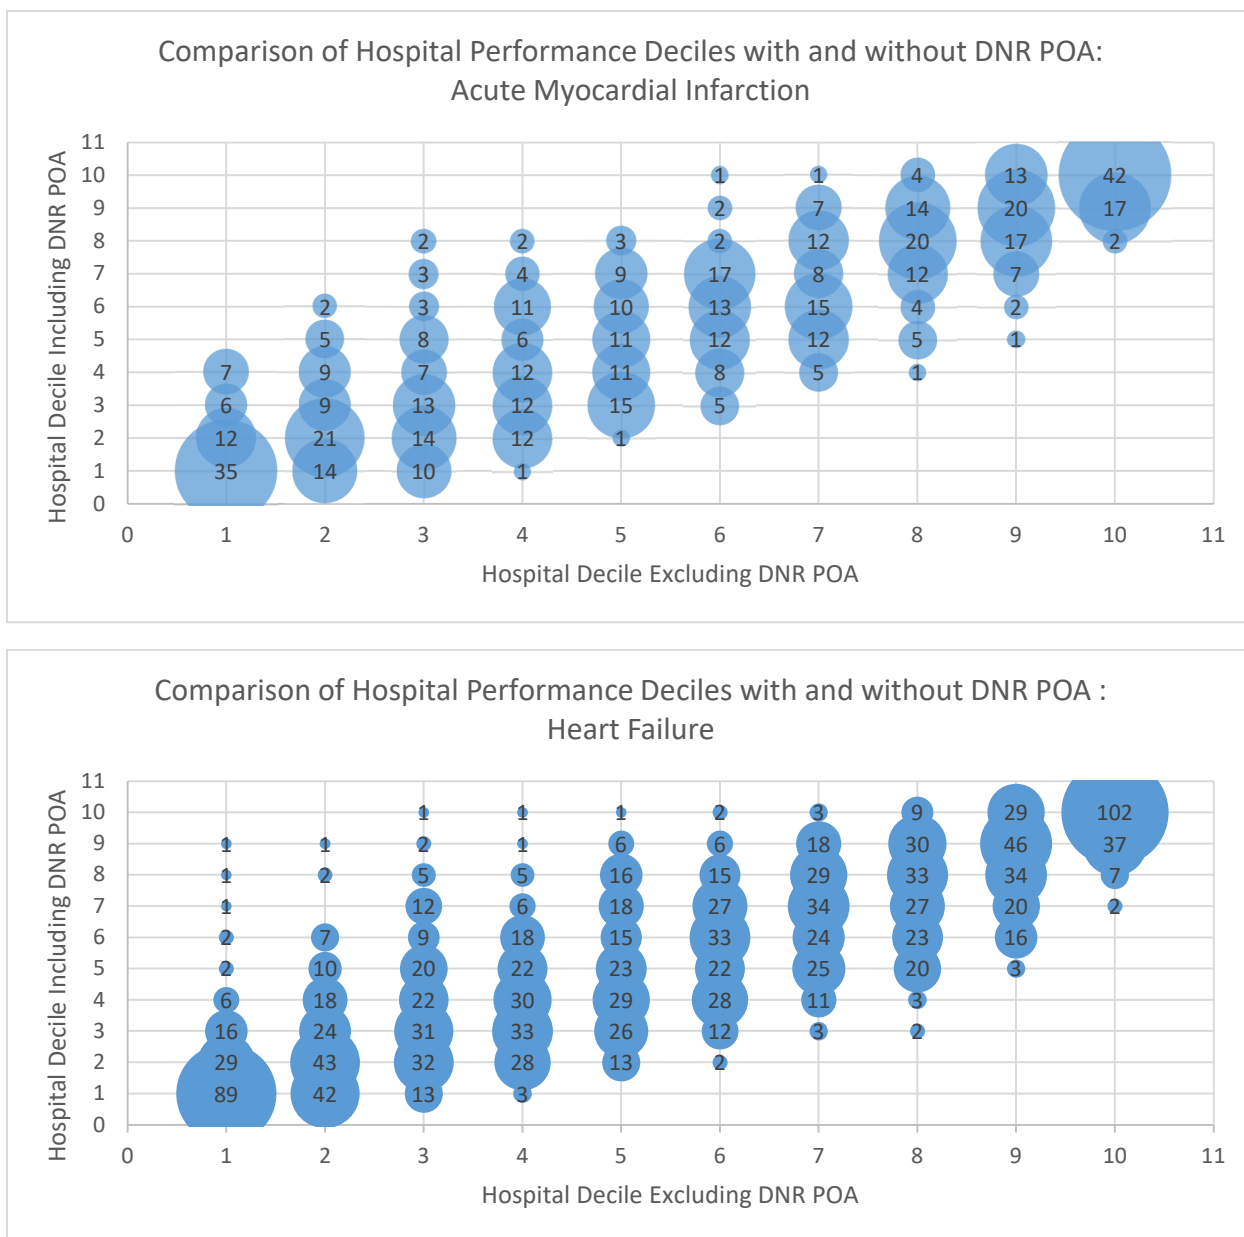 Comparison of Hospital Performance Deciles with and without DNR POA:
Acute Myocardial Infarction
Hospital Decile Including DNR POA
11
10 1 1 4 13 42
9 2 7 14 20 17
8 2 2 3 2 12 20 17 2
7 3 4 9 17 8 12 7
6 2 3 11 10 13 15 4 2
5 5 8 6 11 12 12 5 1
4 7 9 7 12 11 8 5 1
3 6 9 13 12 15 5
2 12 21 14 12 1
1 35 14 10 1
0
0 1 2 3 4 5 6 7 8 9 10 11
Hospital Decile Excluding DNR POA
Comparison of Hospital Performance Deciles with and without DNR POA :
Heart Failure
Hospital Decile Including DNR POA
11
10 1 1 1 2 3 9 29 102
9 1 1 2 1 6 6 18 30 46 37
8 1 2 5 5 16 15 29 33 34 7
7 1 12 6 18 27 34 27 20 2
6 2 7 9 18 15 33 24 23 16
5 2 10 20 22 23 22 25 20 3
4 6 18 22 30 29 28 11 3
3 16 24 31 33 26 12 3 2
2 29 43 32 28 13 2
1 89 42 13 3
0
0 1 2 3 4 5 6 7 8 9 10 11
Hospital Decile Excluding DNR POA